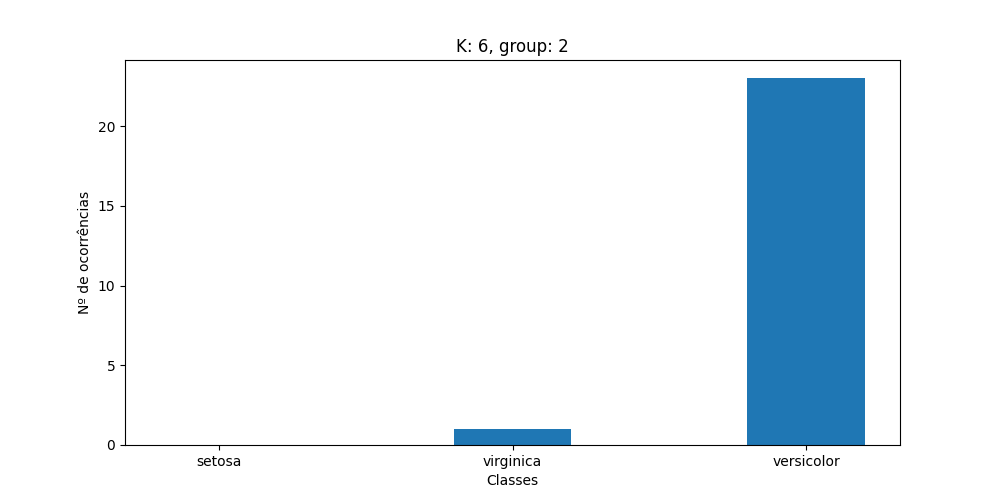 K: 6, group: 2
Nº de ocorrências
20
15
10
5
0
setosa
virginica
versicolor
Classes